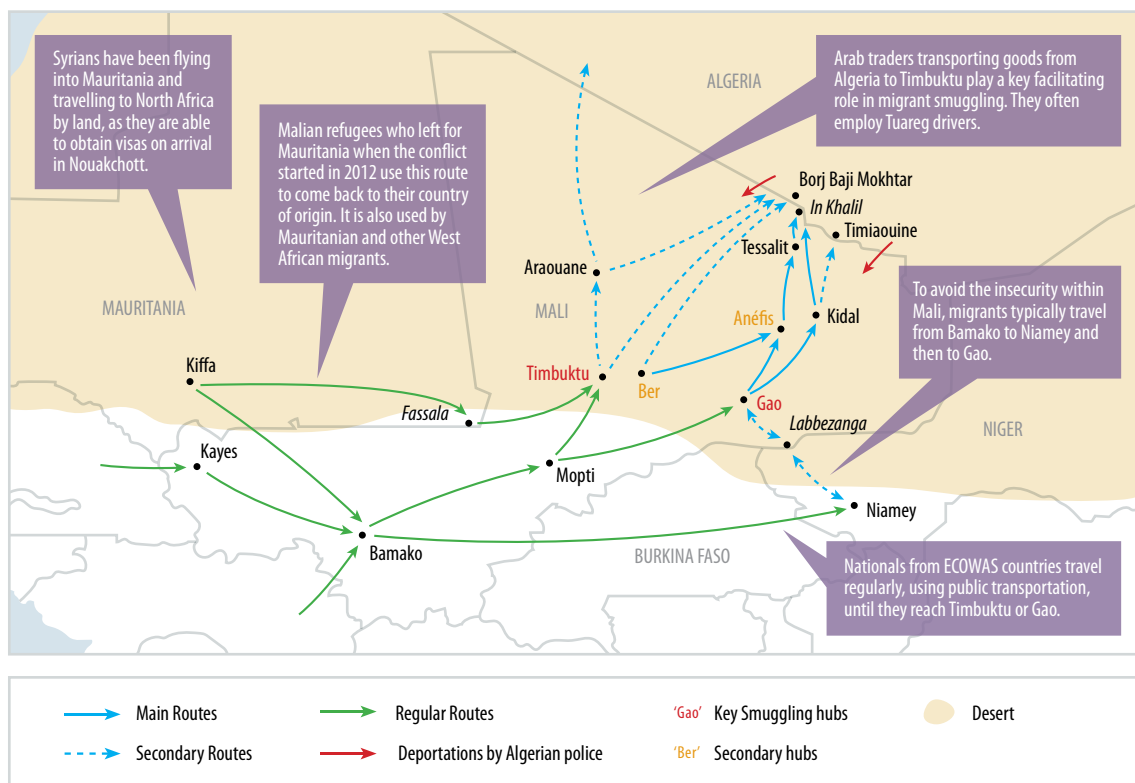 Syrians have been flying
into Mauritania and
travelling to North Africa
by land, as they are able
to obtain visas on arrival
in Nouakchott.
Malian refugees who left for
Mauritania when the conflict
started in 2012 use this route
to come back to their country
of origin. It is also used by
Mauritanian and other West
African migrants.
Arab traders transporting goods from
Algeria to Timbuktu play a key facilitating
role in migrant smuggling. They often
employ Tuareg drivers.
ALGERIA
Borj Baji Mokhtar
In Khalil
Timiaouine
Tessalit
Araouane
To avoid the insecurity within
Mali, migrants typically travel
from Bamako to Niamey and
then to Gao.
MAURITANIA
MALI
Anéfis
Kidal
Kiffa
Timbuktu
Ber
Gao
Fassala
Labbezanga
NIGER
Kayes
Mopti
Niamey
Bamako
BURKINA FASO
Nationals from ECOWAS countries travel
regularly, using public transportation,
until they reach Timbuktu or Gao.
Main Routes
Regular Routes
'Gao' Key Smuggling hubs
Desert
Secondary Routes
Deportations by Algerian police
'Ber' Secondary hubs